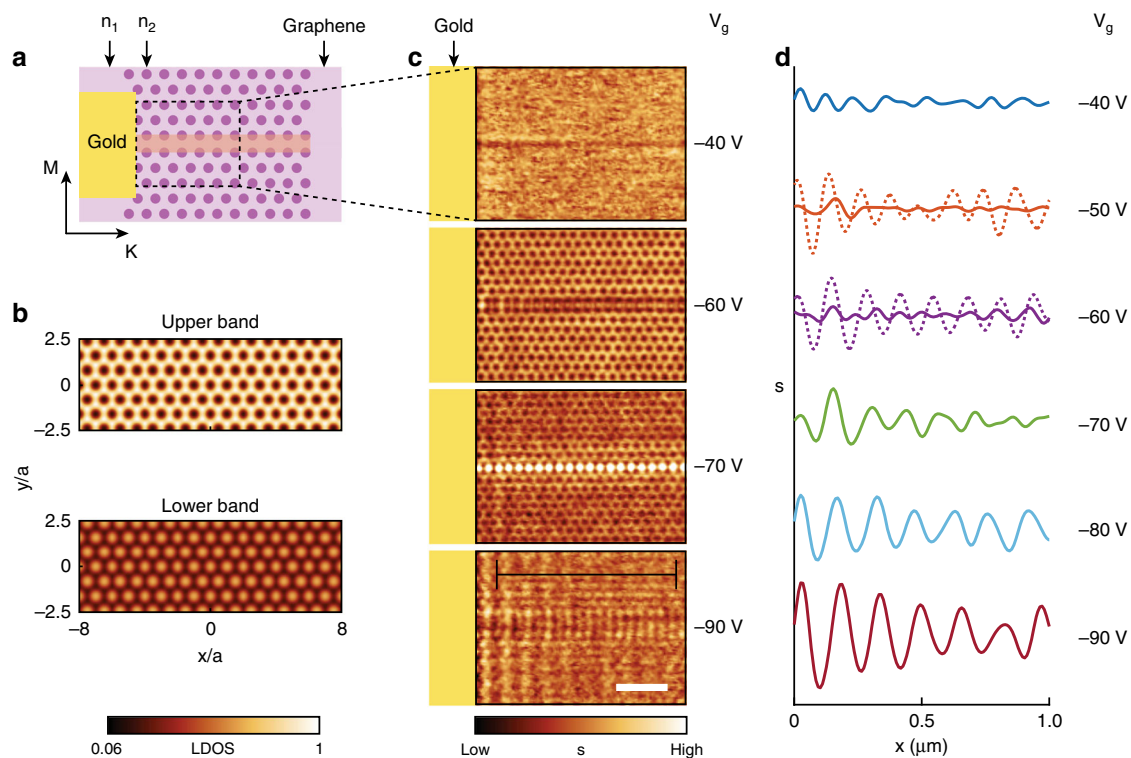 a
n1
n2
Graphene
Gold
M
K
b
Upper band
2.5
0
−2.5
y/a
Lower band
2.5
0
−2.5
−8
0
8
x/a
0.06
LDOS
1
c
Gold
Vg
−40 V
−60 V
−70 V
−90 V
Low
s
High
d
Vg
−40 V
−50 V
−60 V
s
−70 V
−80 V
−90 V
0
0.5
1.0
x (μm)